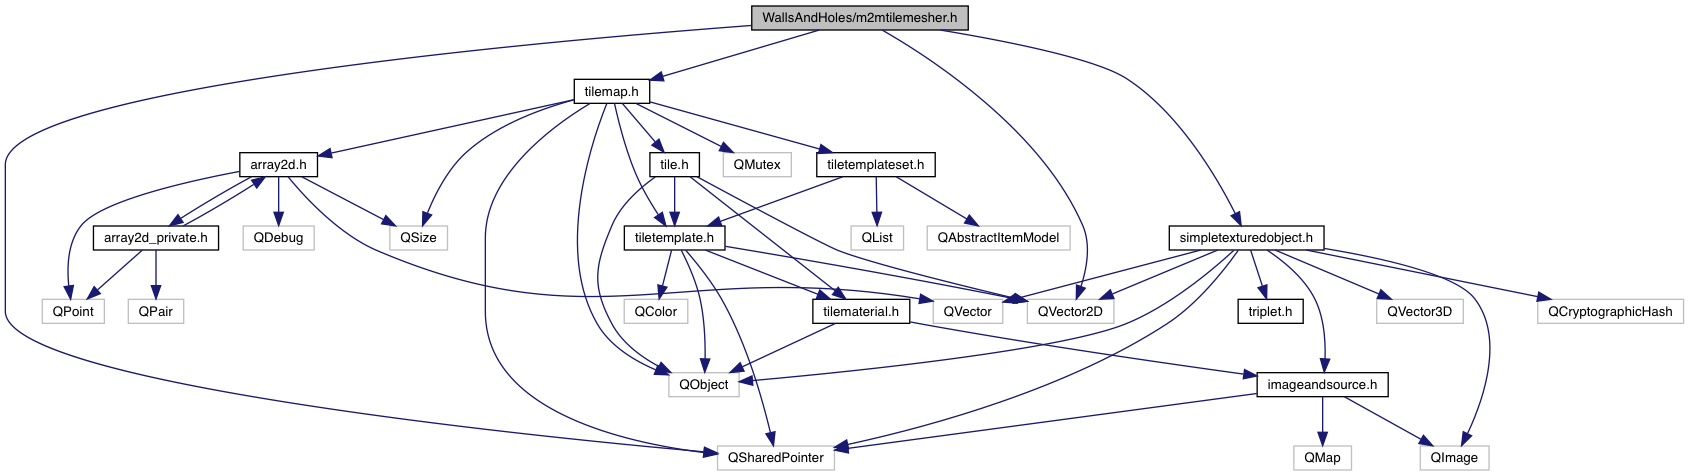 WallsAndHoles/m2mtilemesher.h
tilemap.h
array2d.h
tile.h
QMutex
tiletemplateset.h
array2d_private.h
QDebug
QSize
tiletemplate.h
QList
QAbstractItemModel
simpletexturedobject.h
QPoint
QPair
QColor
tilematerial.h
QVector
QVector2D
triplet.h
QVector3D
QCryptographicHash
QObject
imageandsource.h
QSharedPointer
QMap
QImage